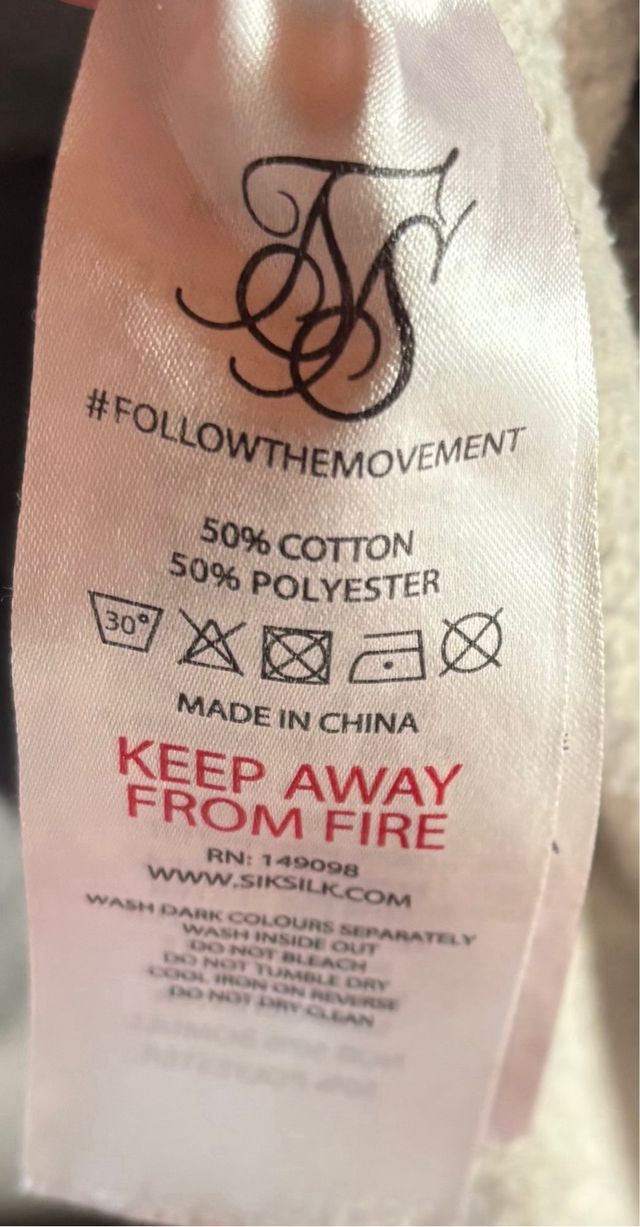 #FOLLOWTHEMOVEMENT
50% COTTON
50% POLYESTER
30°
MADE IN CHINA
KEEP AWAY
FROM FIRE
RN: 149098
WWW.SIKSILK.COM
WASH DARK COLOURS SEPARATELY
WASH INSIDE OUT
DO NOT BLEACH
DO NOT TUMBLE DRY
COOL IRON ON REVERSE
DO NOT DRY CLEAN